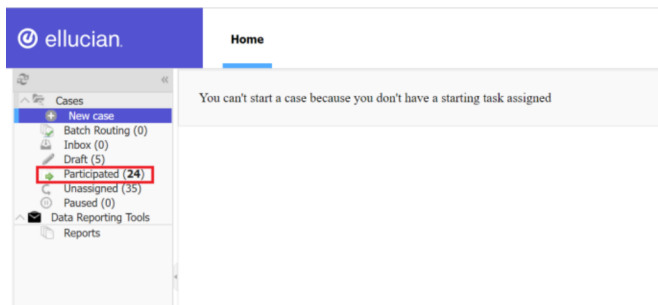 ellucian.
Home
Cases
New case
Batch Routing (0)
Inbox (0)
Draft (5)
Participated (24)
Unassigned (35)
Paused (0)
Data Reporting Tools
Reports
You can't start a case because you don't have a starting task assigned